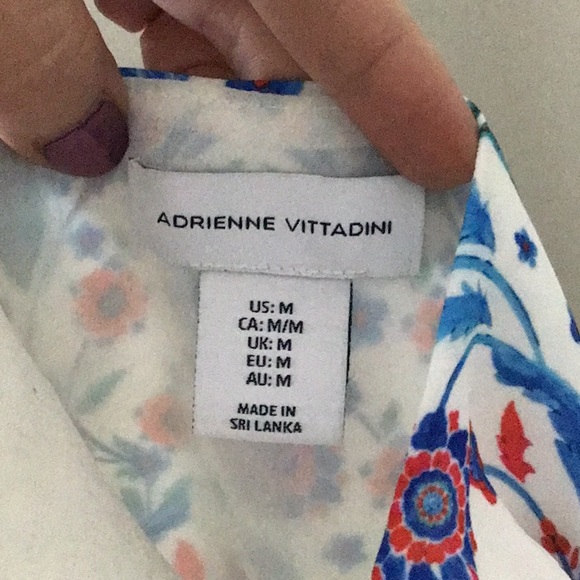 ADRIENNE VITTADINI
US: M
CA: M/M
UK: M
EU: M
AU: M
MADE IN
SRI LANKA